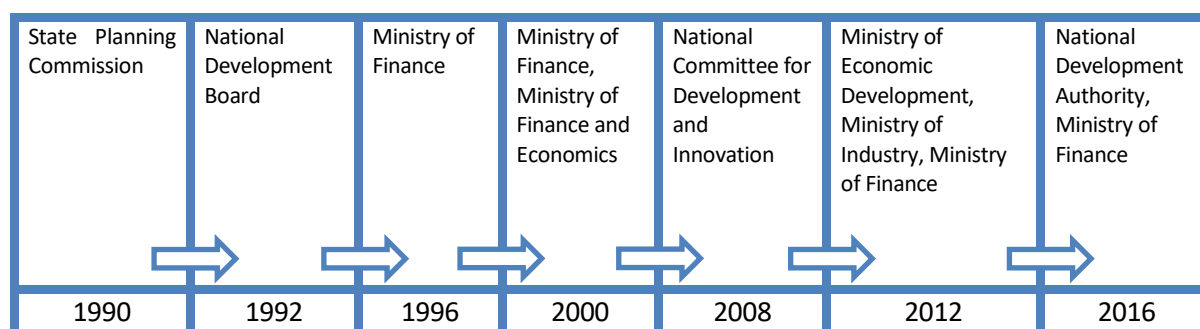 State Planning
Commission
National
Development
Board
Ministry of
Finance
Ministry of
Finance,
Ministry of
Finance and
Economics
National
Committee for
Development
and
Innovation
Ministry of
Economic
Development,
Ministry of
Industry, Ministry
of Finance
National
Development
Authority,
Ministry of
Finance
1990
1992
1996
2000
2008
2012
2016